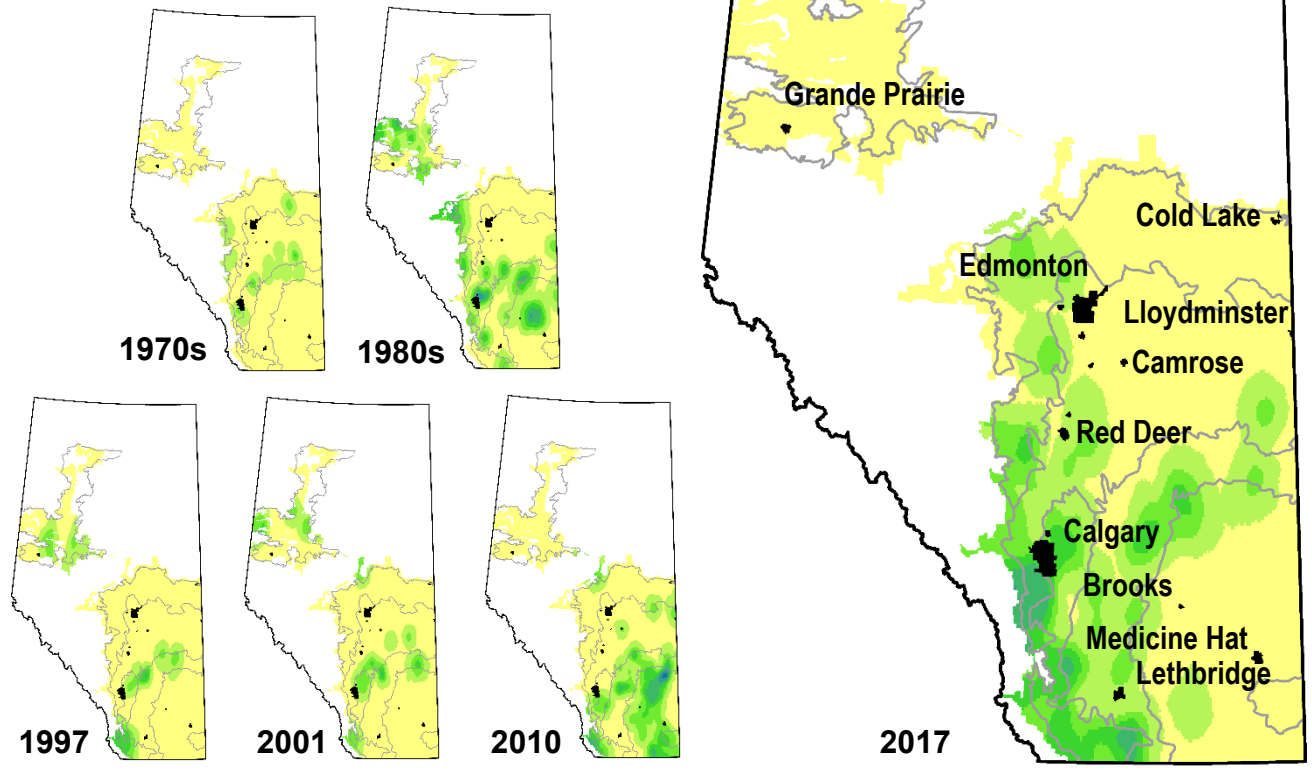 Grande Prairie
Cold Lake
Edmonton
Lloydminster
1970s
1980s
Camrose
Red Deer
Calgary
Brooks
Medicine Hat
Lethbridge
1997
2001
2010
2017